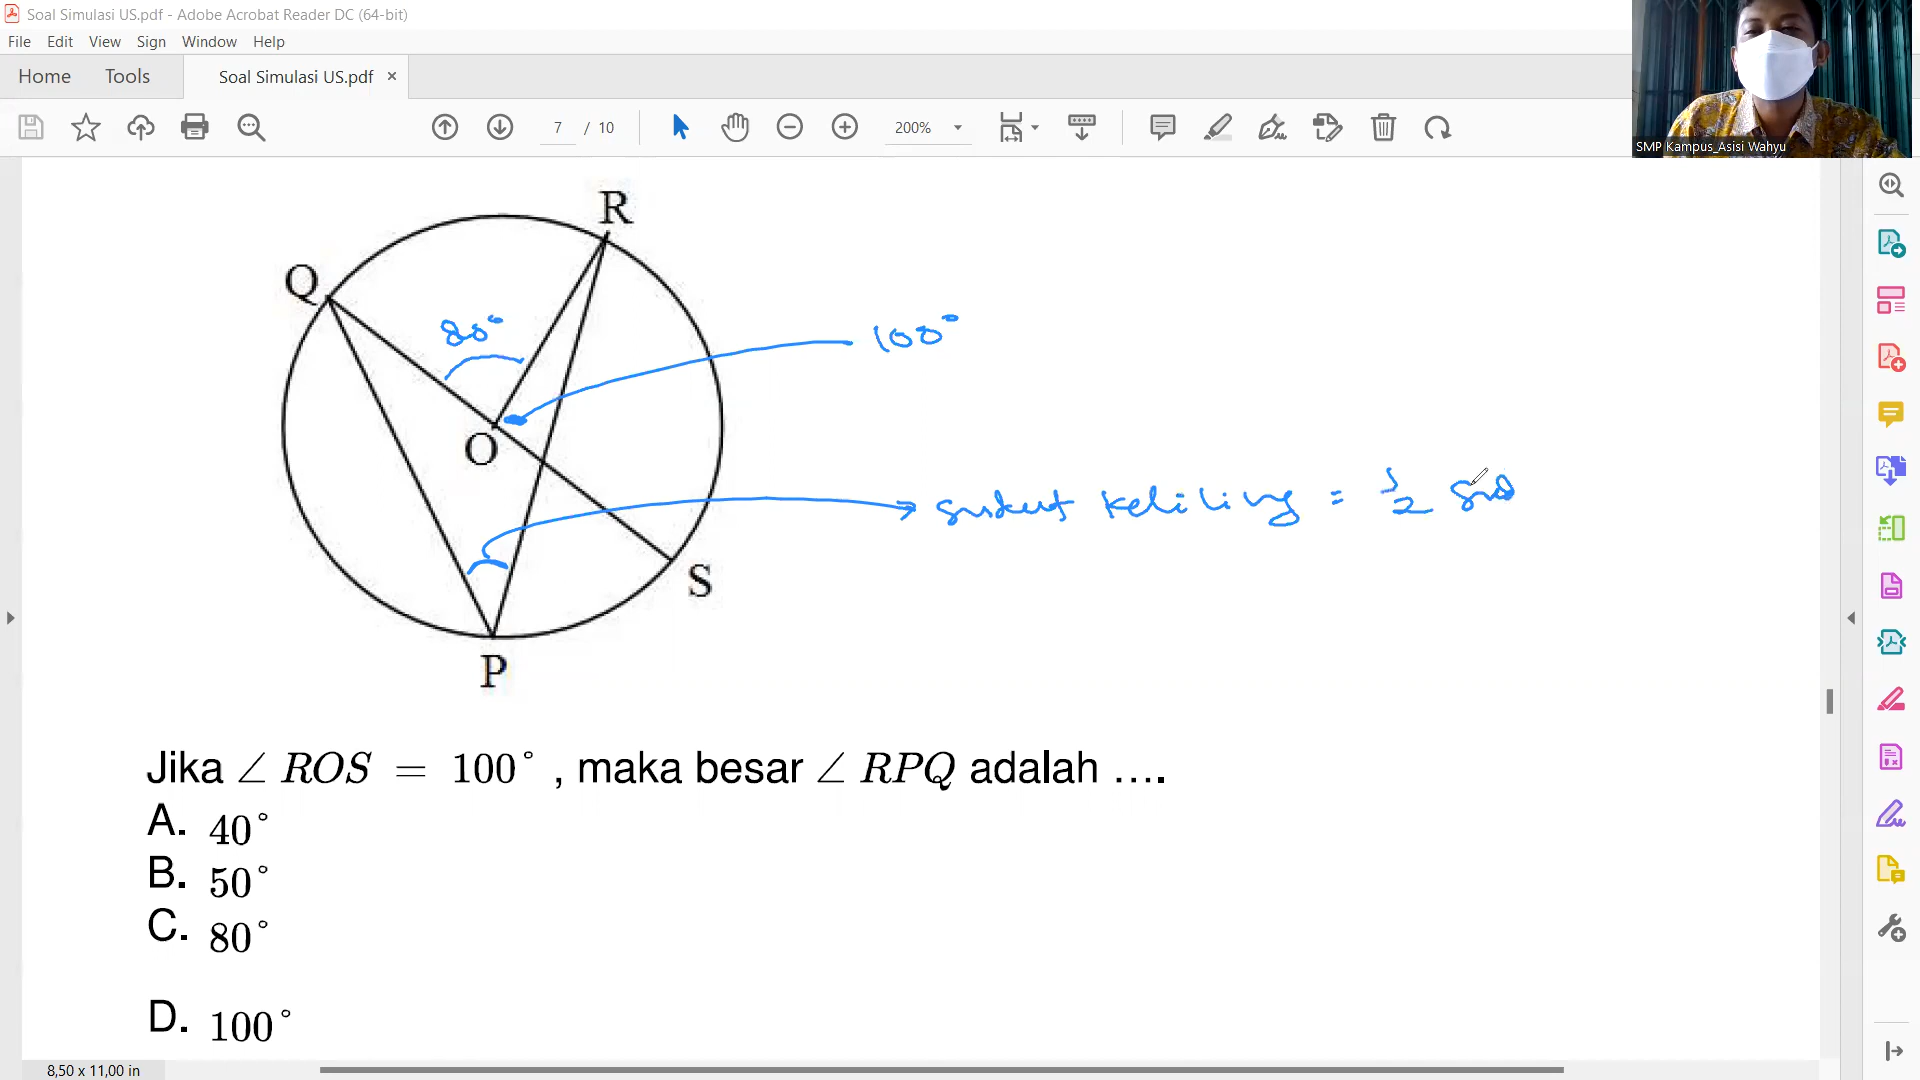 Soal Simulasi US.pdf - Adobe Acrobat Reader DC (64-bit)
File Edit View Sign Window Help
Home Tools Soal Simulasi US.pdf ×
7 / 10 200%
SMP Kampus_Asisi Wahyu
R
Q
80°
100°
O
sudut keliling = 1/2 sud
S
P
Jika ∠ ROS = 100° , maka besar ∠ RPQ adalah ....
A. 40°
B. 50°
C. 80°
D. 100°
8,50 x 11,00 in